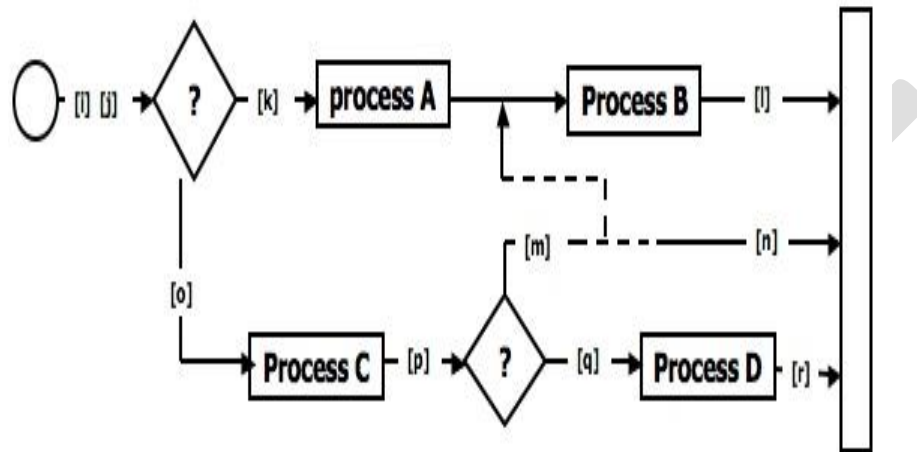 [i] [j]
?
[k]
process A
Process B
[l]
[m]
[n]
[o]
Process C
[p]
?
[q]
Process D
[r]